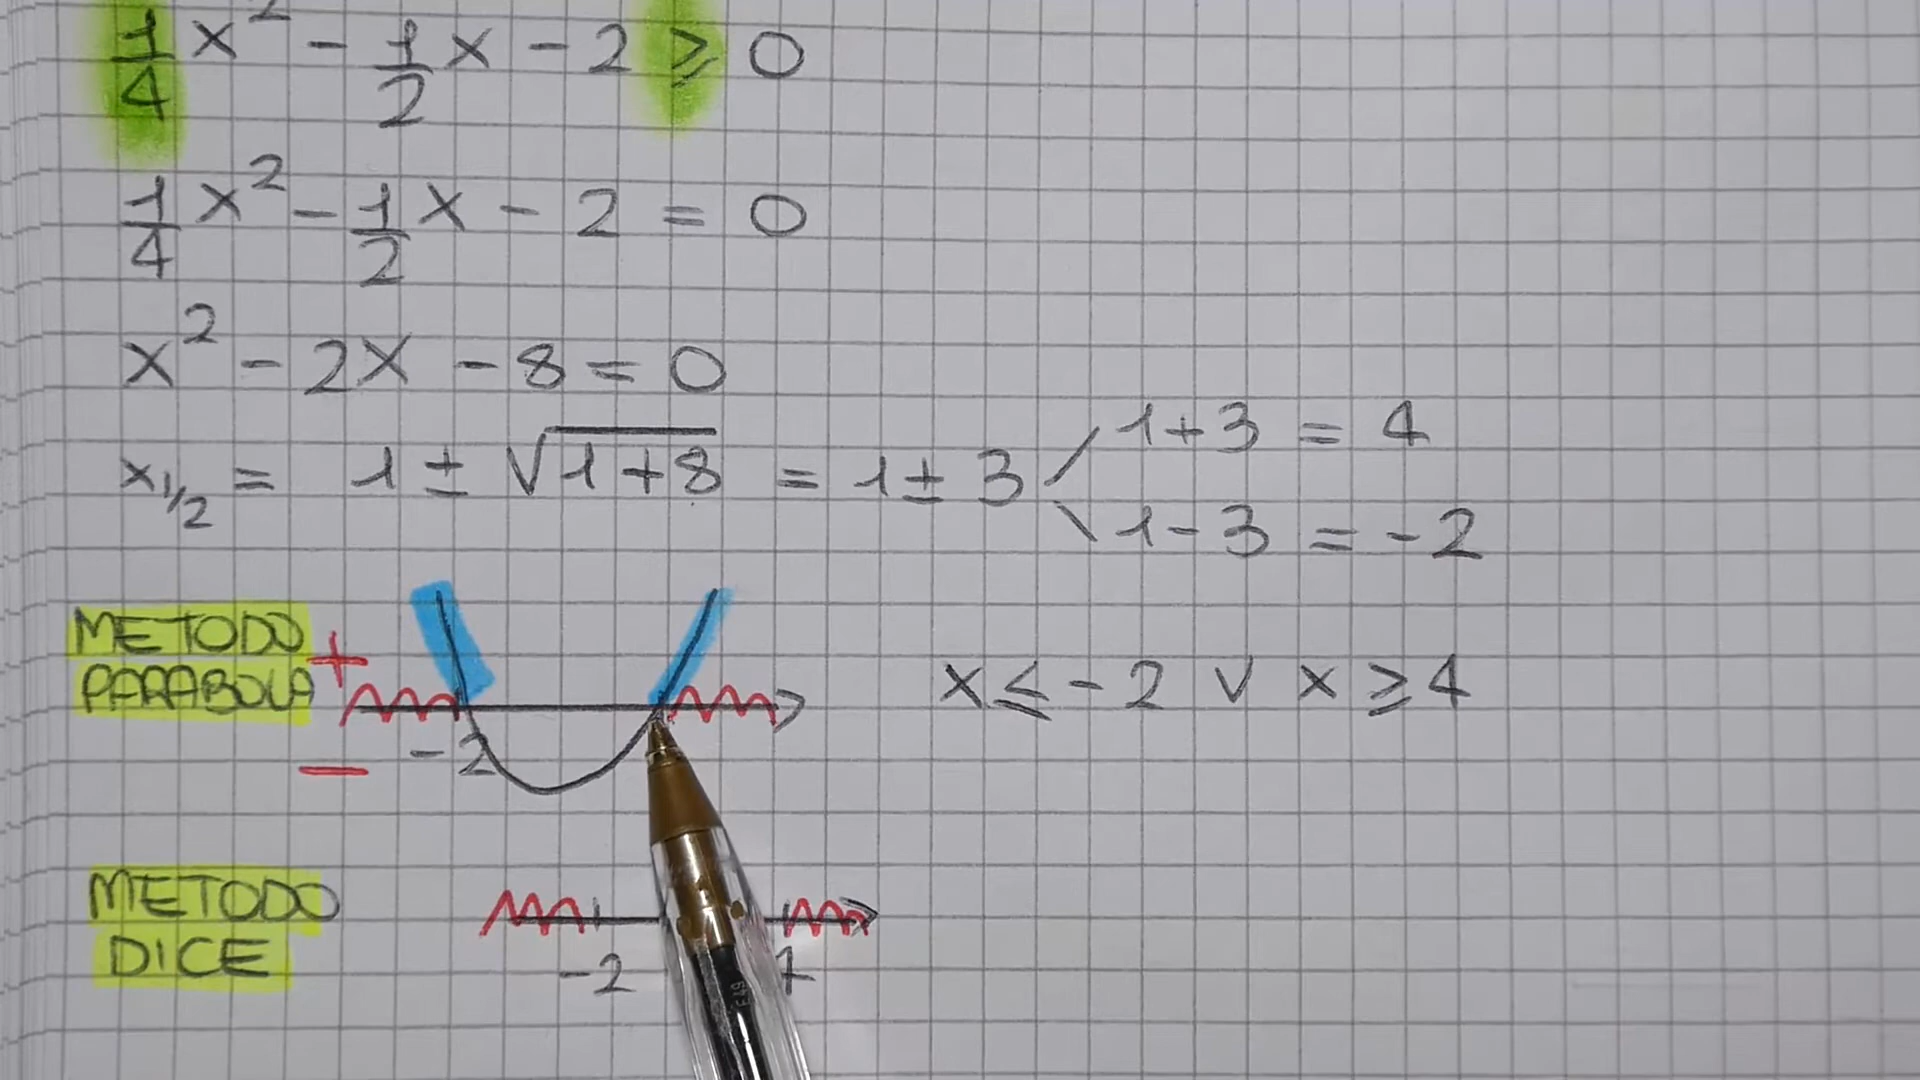 1/4 x² - 1/2 x - 2 ≥ 0
1/4 x² - 1/2 x - 2 = 0
x² - 2x - 8 = 0
x1/2 = 1 ± √1+8 = 1 ± 3
1+3 = 4
1-3 = -2
METODO
PARABOLA
+
-
-2
x ≤ -2 ∨ x ≥ 4
METODO
DICE
-2
E49